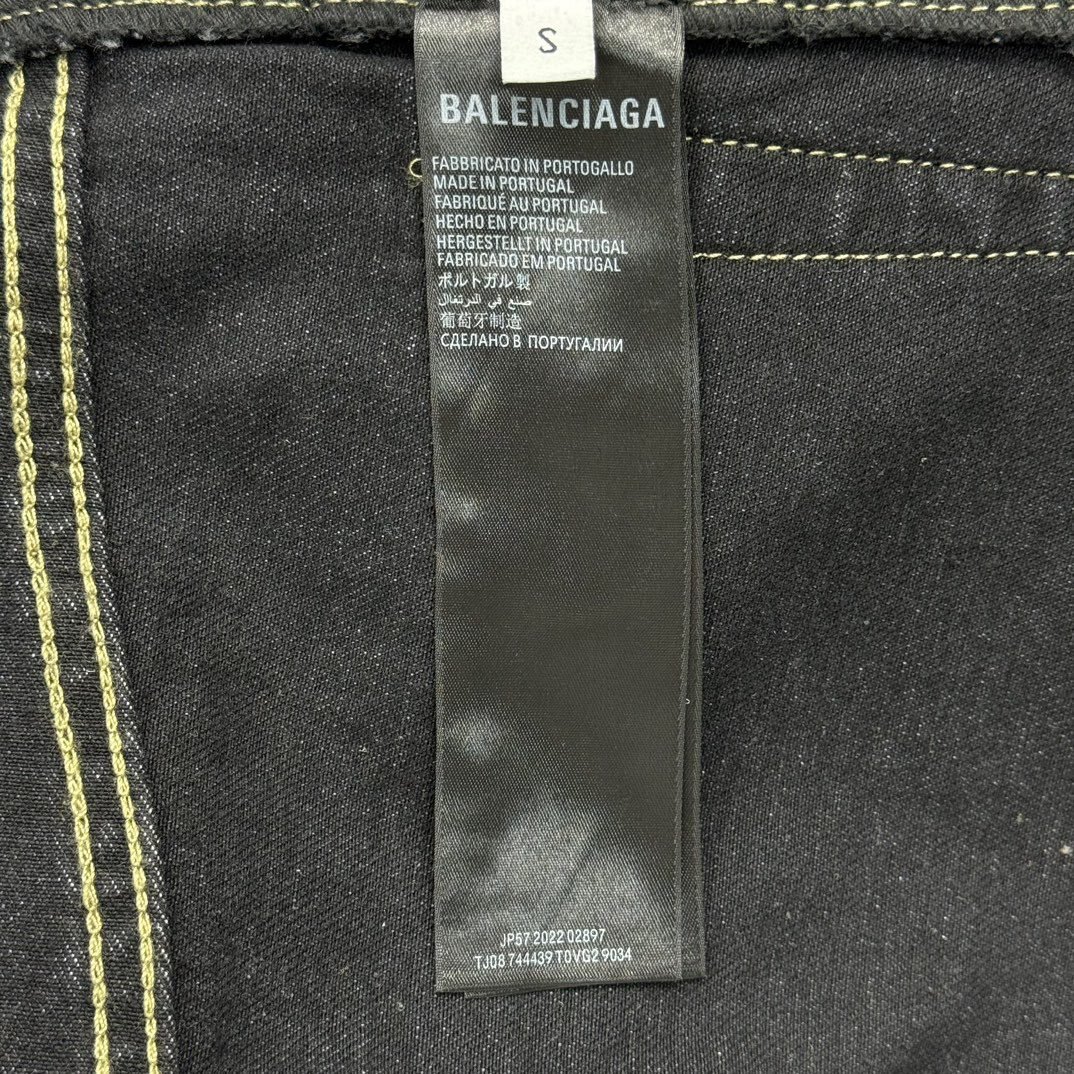 S
BALENCIAGA
FABBRICATO IN PORTOGALLO
MADE IN PORTUGAL
FABRIQUÉ AU PORTUGAL
HECHO EN PORTUGAL
HERGESTELLT IN PORTUGAL
FABRICADO EM PORTUGAL
ポルトガル製
صنع في البرتغال
葡萄牙制造
СДЕЛАНО В ПОРТУГАЛИИ
JP57 2022 02897
TJ08 744439 T0VG2 9034